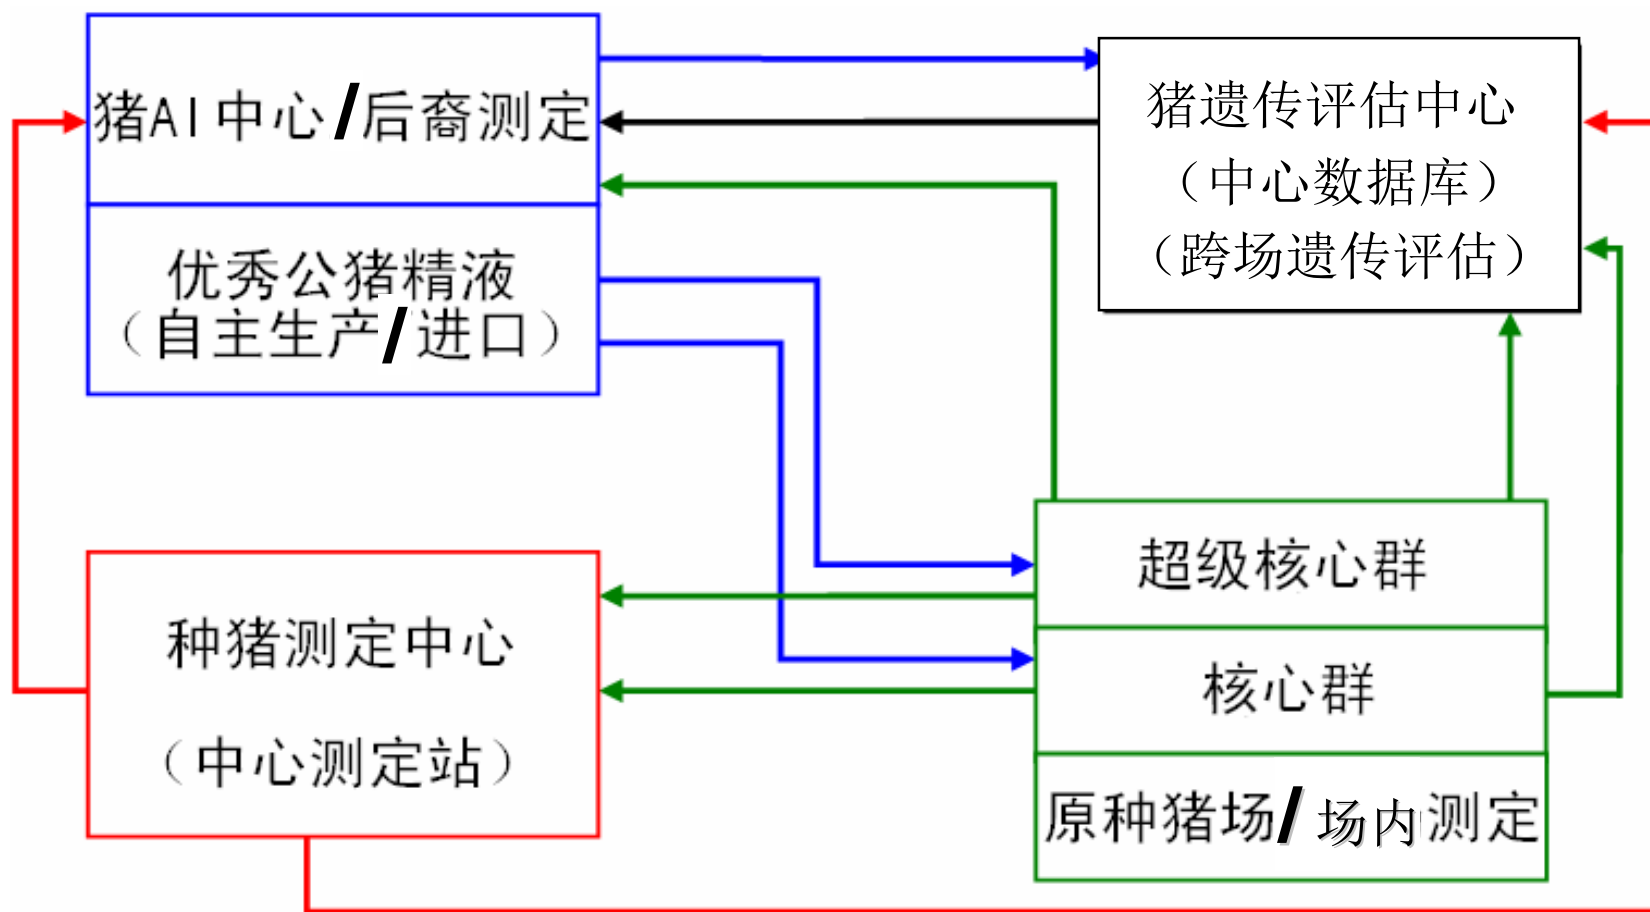 猪AI中心/后裔测定
优秀公猪精液
（自主生产/进口）
猪遗传评估中心
（中心数据库）
（跨场遗传评估）
种猪测定中心
（中心测定站）
超级核心群
核心群
原种猪场/场内测定